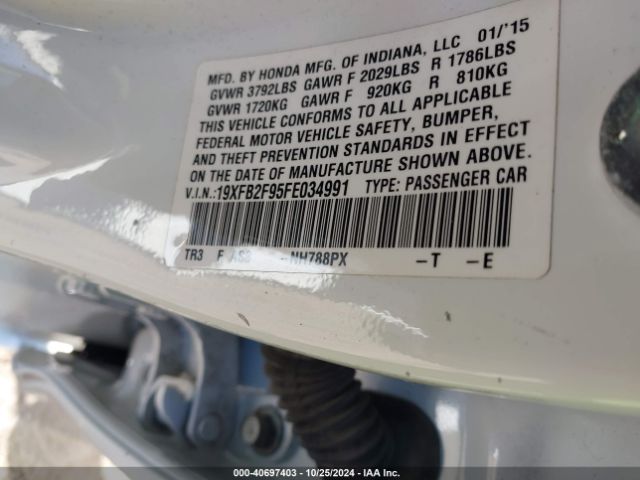 MFD. BY HONDA MFG. OF INDIANA, LLC 01/'15
GVWR 3792LBS GAWR F 2029LBS R 1786LBS
GVWR 1720KG GAWR F 920KG R 810KG
THIS VEHICLE CONFORMS TO ALL APPLICABLE
FEDERAL MOTOR VEHICLE SAFETY, BUMPER,
AND THEFT PREVENTION STANDARDS IN EFFECT
ON THE DATE OF MANUFACTURE SHOWN ABOVE.
V.I.N.:19XFB2F95FE034991 TYPE: PASSENGER CAR
TR3 F -NH788PX -T -E
000-40697403 | 10/25/2024 | IAA Inc.